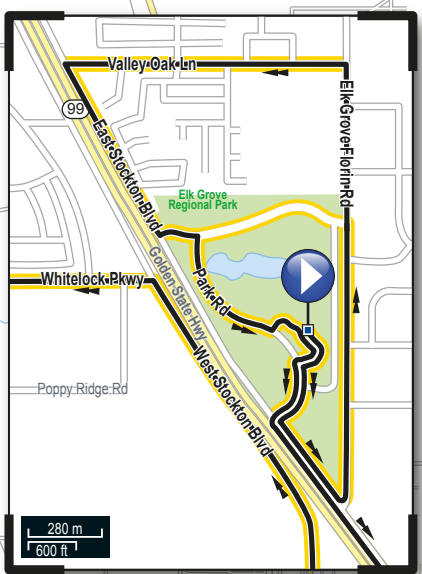 Valley Oak Ln
99
East Stockton Blvd
Elk Grove Florin Rd
Elk Grove
Regional Park
Whitelock Pkwy
Golden State Hwy
Park Rd
West Stockton Blvd
Poppy Ridge Rd
280 m
600 ft